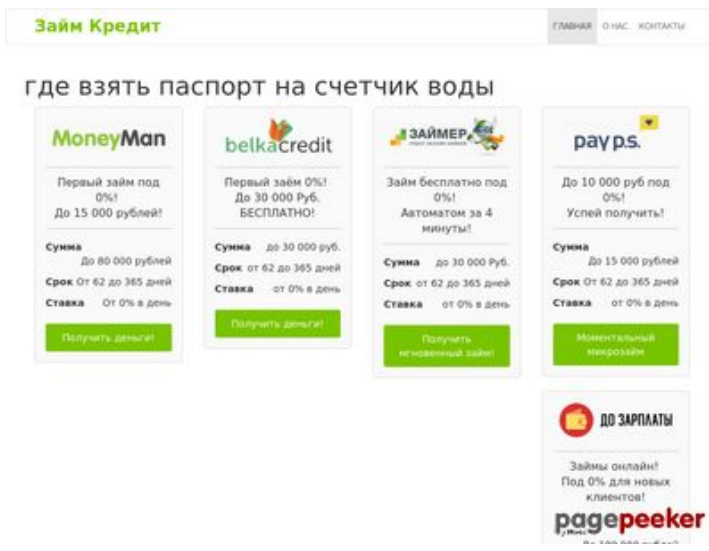 Займ Кредит
ГЛАВНАЯ О НАС КОНТАКТЫ
где взять паспорт на счетчик воды
MoneyMan
Первый займ под
0%!
До 15 000 рублей!
Сумма
До 80 000 рублей
Срок От 62 до 365 дней
Ставка От 0% в день
Получить деньги!
belkacredit
Первый заём 0%!
До 30 000 Руб.
БЕСПЛАТНО!
Сумма до 30 000 руб.
Срок от 62 до 365 дней
Ставка от 0% в день
Получить деньги!
ЗАЙМЕР
Займ бесплатно под
0%!
Автоматом за 4
минуты!
Сумма до 30 000 Руб.
Срок от 62 до 365 дней
Ставка от 0% в день
Получить
мгновенный займ!
pay p.s.
До 10 000 руб под
0%!
Успей получить!
Сумма
До 15 000 рублей
Срок От 62 до 365 дней
Ставка От 0% в день
Моментальный
микрозайм
ДО ЗАРПЛАТЫ
Займы онлайн!
Под 0% для новых
клиентов!
pagepeeker
До 100 000 рублей